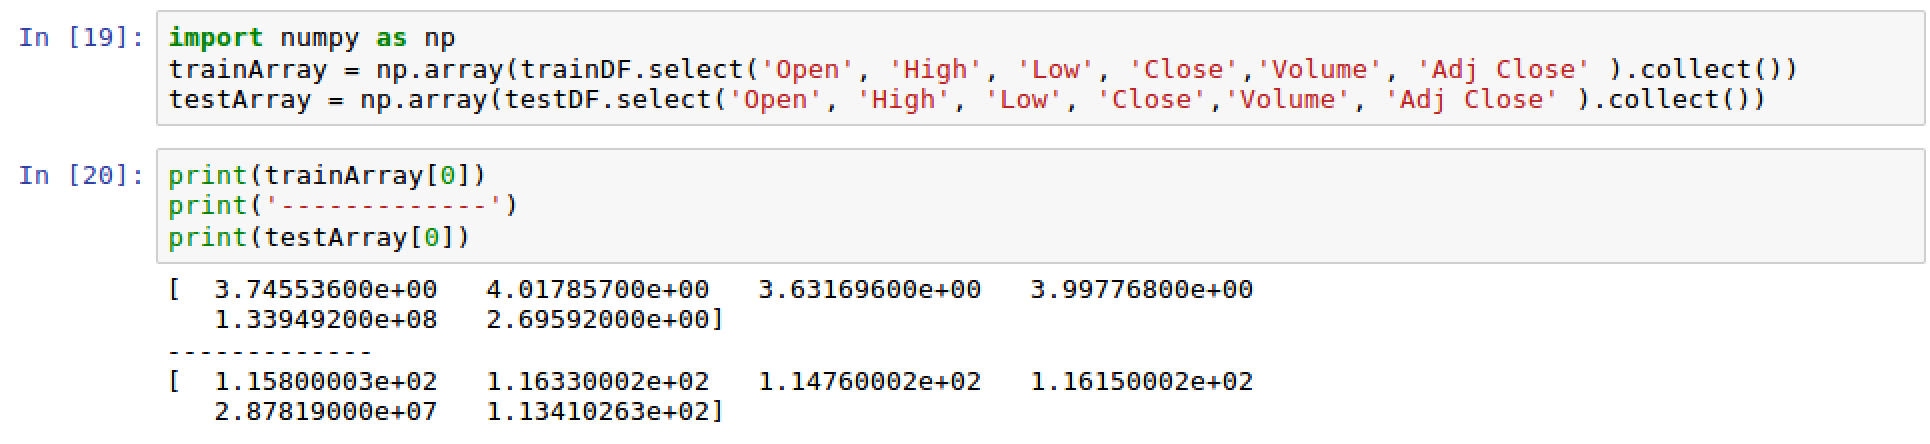 In [19]: import numpy as np
trainArray = np.array(trainDF.select('Open', 'High', 'Low', 'Close','Volume', 'Adj Close' ).collect())
testArray = np.array(testDF.select('Open', 'High', 'Low', 'Close','Volume', 'Adj Close' ).collect())
In [20]: print(trainArray[0])
print('-------------')
print(testArray[0])
[  3.74553600e+00   4.01785700e+00   3.63169600e+00   3.99776800e+00
   1.33949200e+08   2.69592000e+00]
-------------
[  1.15800003e+02   1.16330002e+02   1.14760002e+02   1.16150002e+02
   2.87819000e+07   1.13410263e+02]